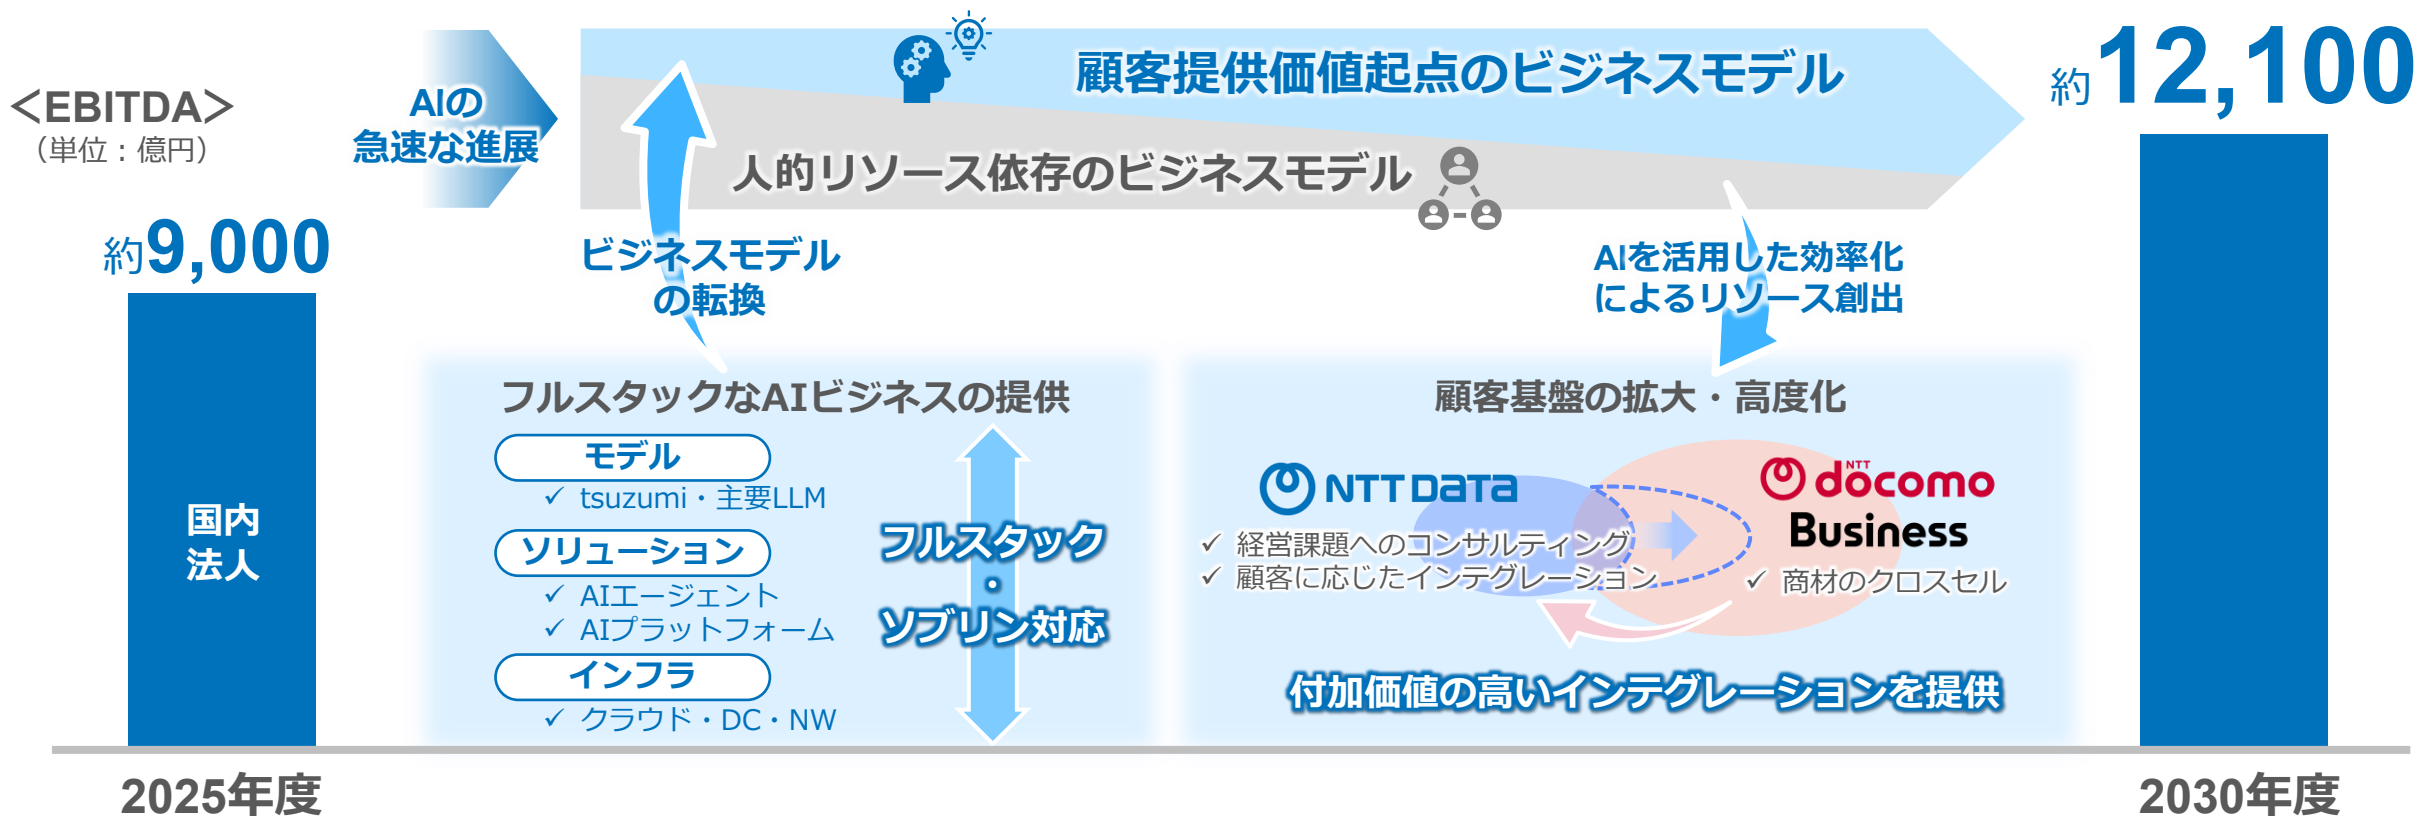 ＜EBITDA＞
（単位：億円）
約9,000
国内
法人
2025年度
AIの
急速な進展
顧客提供価値起点のビジネスモデル
人的リソース依存のビジネスモデル
ビジネスモデル
の転換
AIを活用した効率化
によるリソース創出
フルスタックなAIビジネスの提供
モデル
✓ tsuzumi・主要LLM
ソリューション
✓ AIエージェント
✓ AIプラットフォーム
インフラ
✓ クラウド・DC・NW
フルスタック
・
ソブリン対応
顧客基盤の拡大・高度化
NTT DATA
✓ 経営課題へのコンサルティング
✓ 顧客に応じたインテグレーション
NTT
docomo
Business
✓ 商材のクロスセル
付加価値の高いインテグレーションを提供
約12,100
2030年度